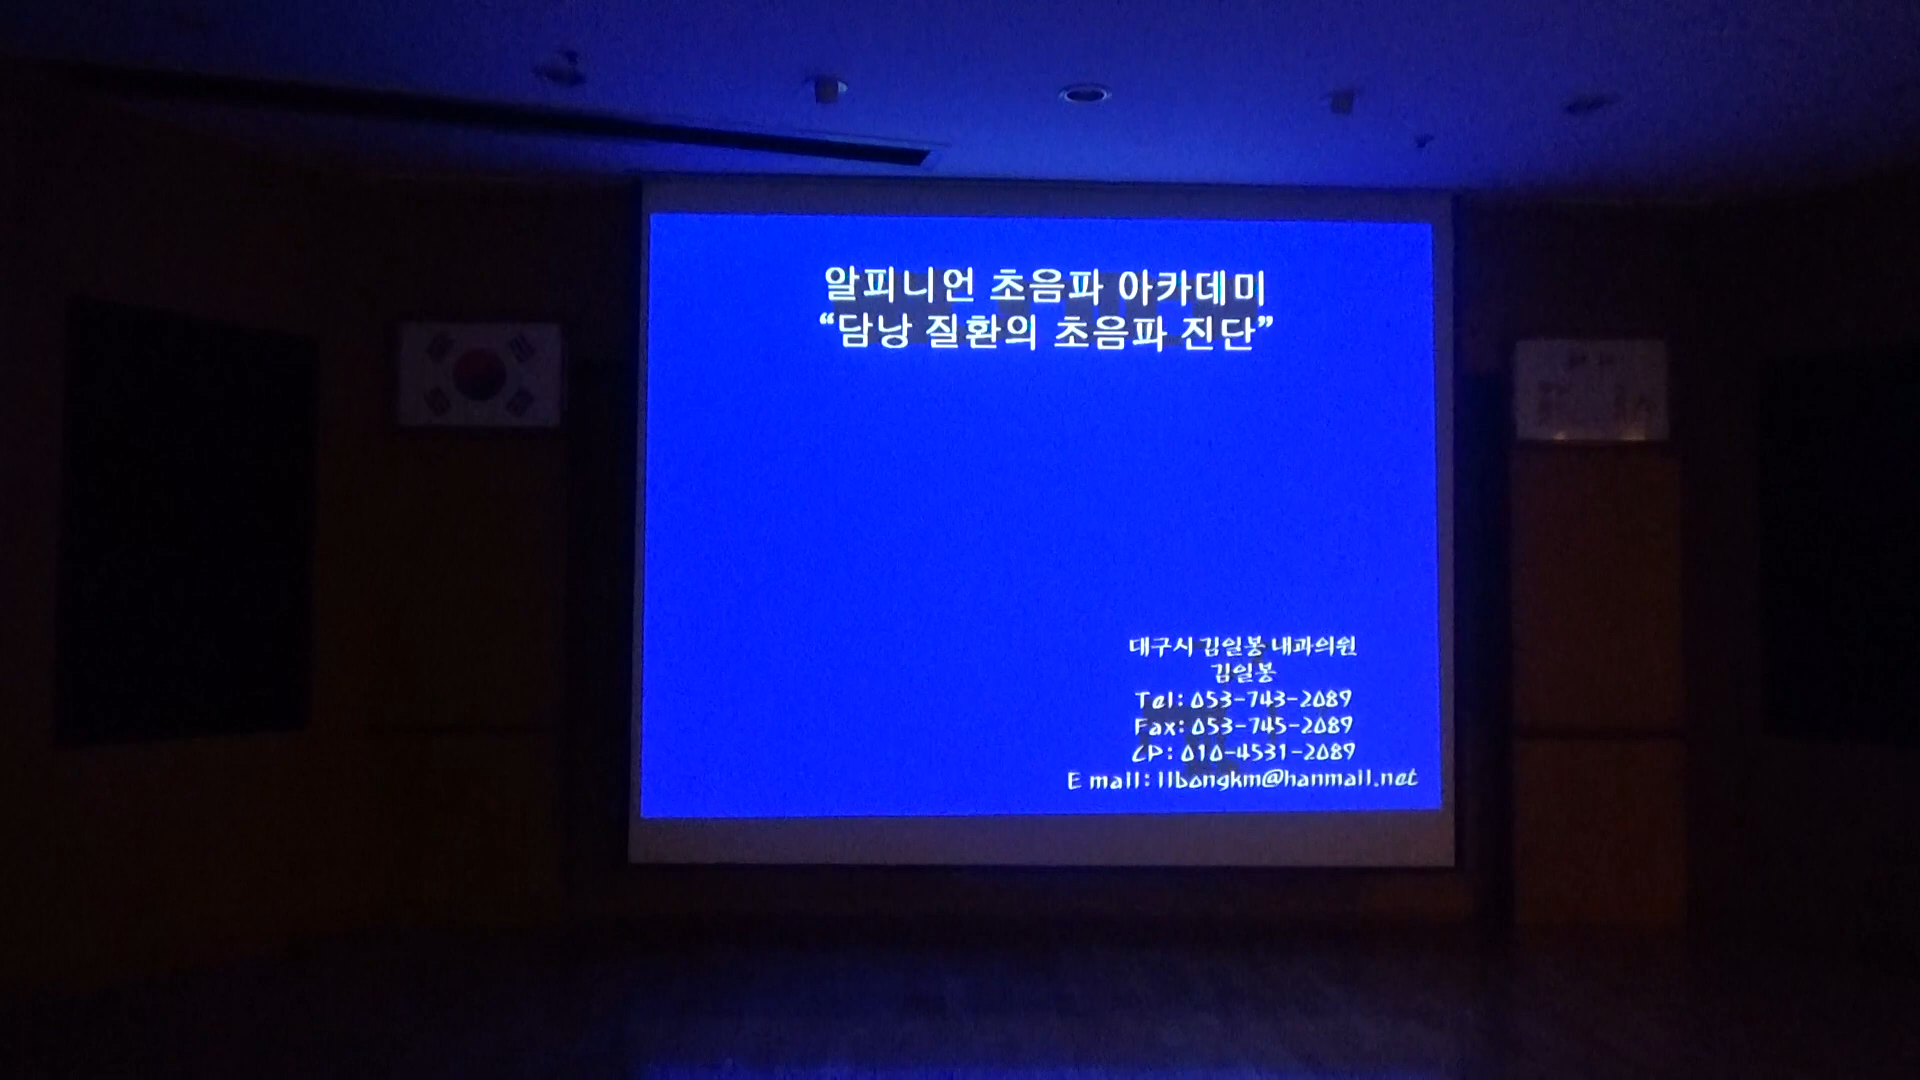 알피니언 초음파 아카데미
“담낭 질환의 초음파 진단”
대구시 김일봉 내과의원
김일봉
Tel: 053-743-2089
Fax: 053-745-2089
CP: 010-4531-2089
E mail: ilbongkm@hanmail.net